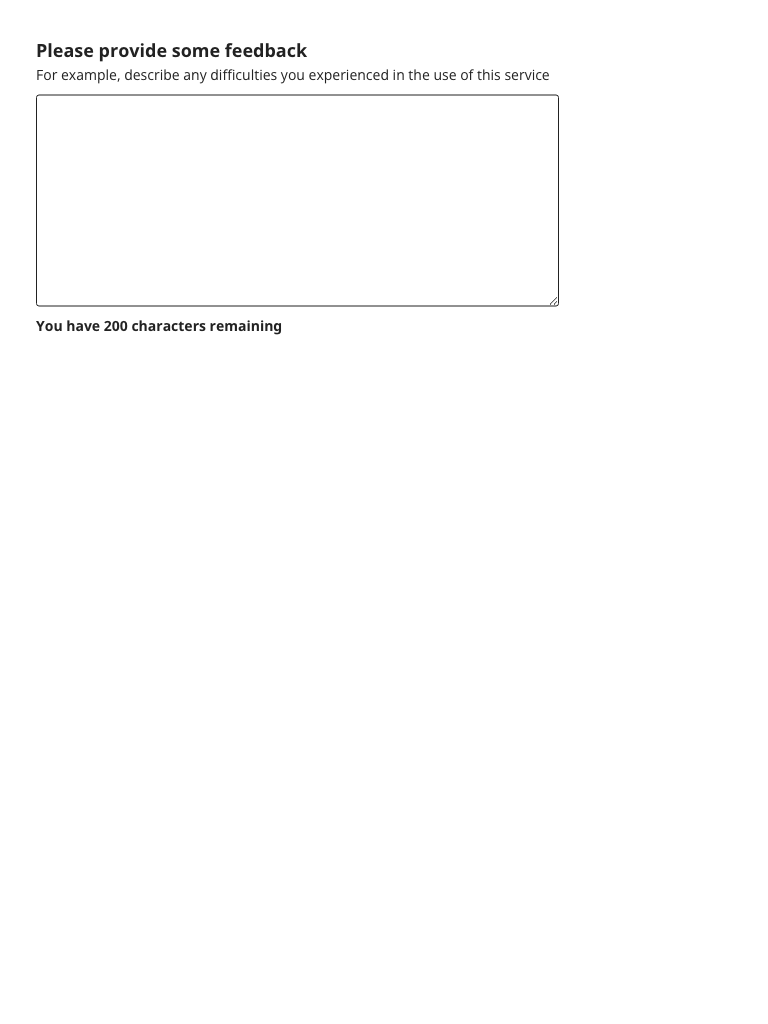 Please provide some feedback
For example, describe any difficulties you experienced in the use of this service
You have 200 characters remaining